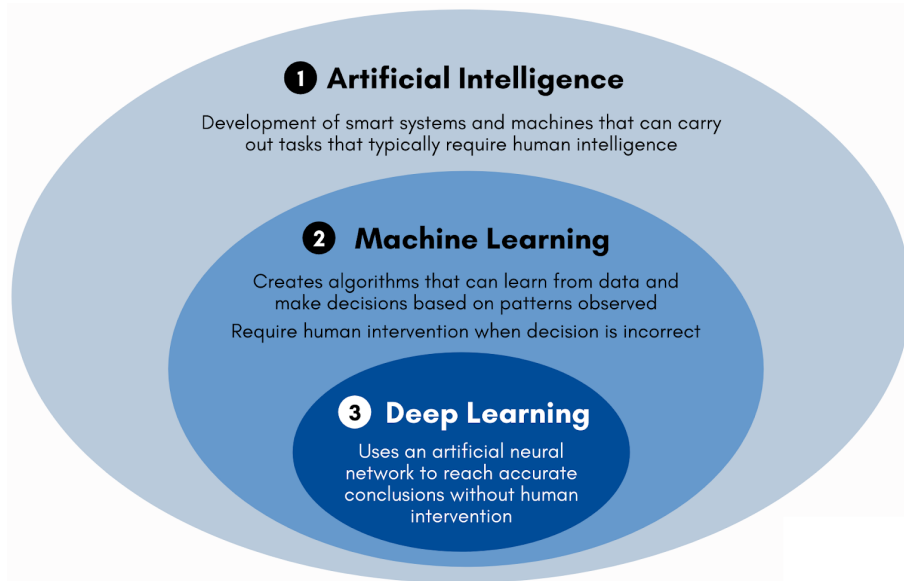 1 Artificial Intelligence
Development of smart systems and machines that can carry
out tasks that typically require human intelligence
2 Machine Learning
Creates algorithms that can learn from data and
make decisions based on patterns observed
Require human intervention when decision is incorrect
3 Deep Learning
Uses an artificial neural
network to reach accurate
conclusions without human
intervention